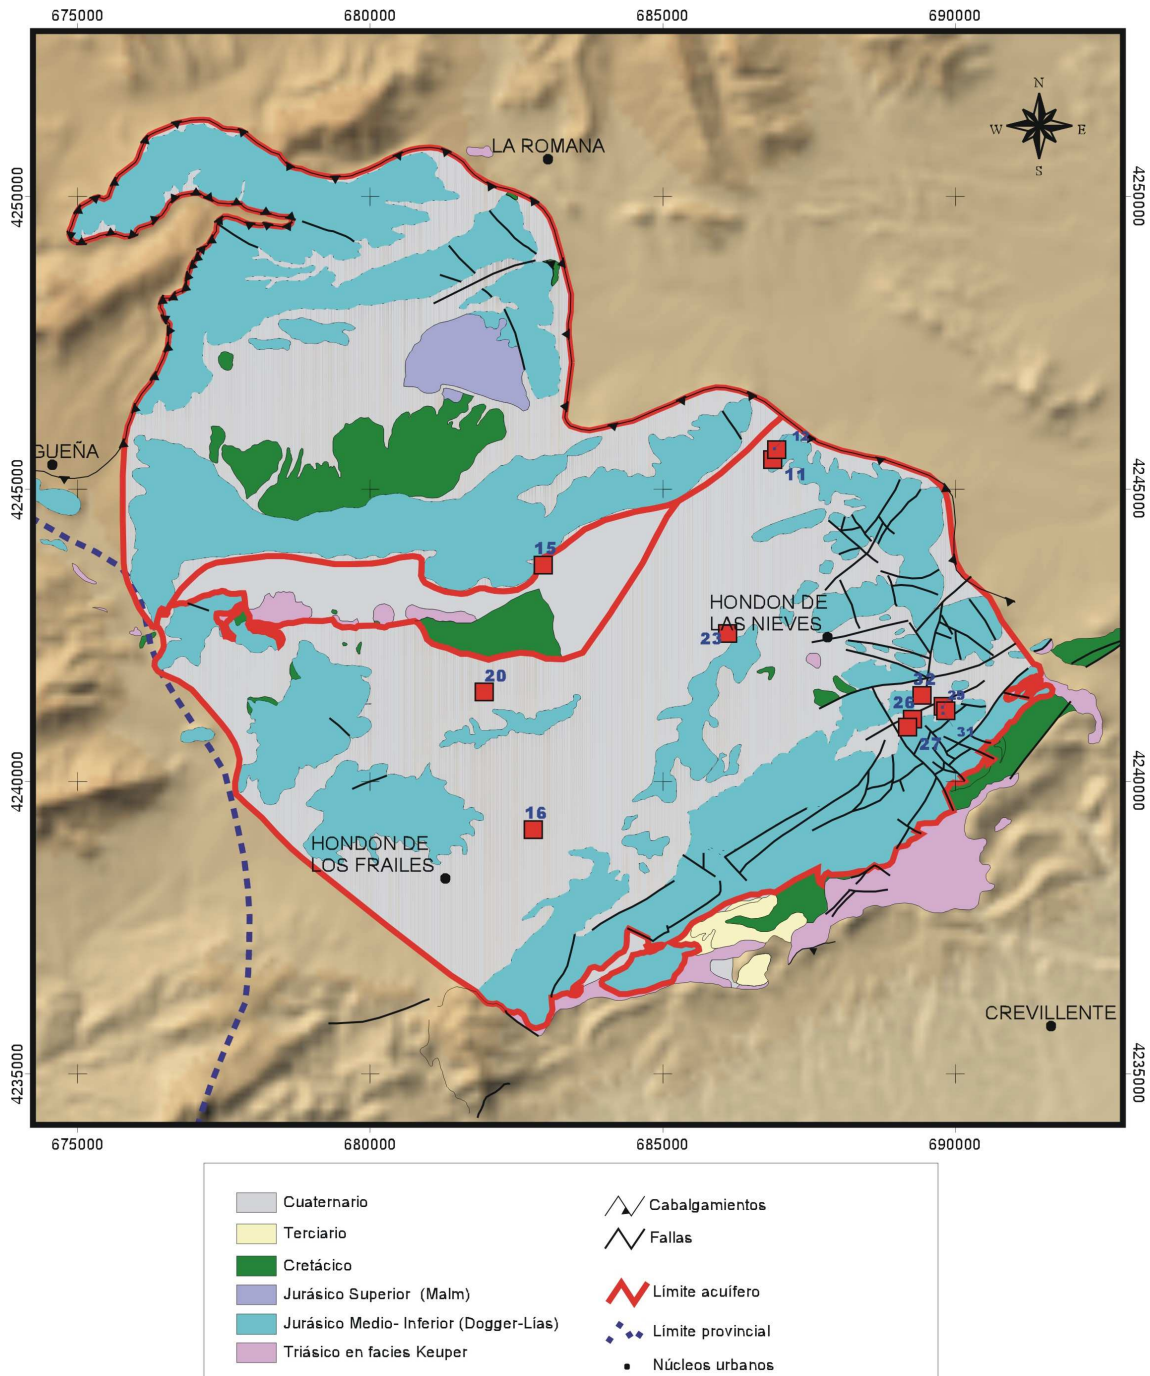 675000 680000 685000 690000
N
W E
S
LA ROMANA
4250000 4250000
GUEÑA
12
11
4245000 4245000
15
HONDON DE
LAS NIEVES
23
20
32
29
26
31
27
4240000 4240000
16
HONDON DE
LOS FRAILES
CREVILLENTE
4235000 4235000
675000 680000 685000 690000
Cuaternario
Terciario
Cretácico
Jurásico Superior (Malm)
Jurásico Medio- Inferior (Dogger-Lías)
Triásico en facies Keuper
Cabalgamientos
Fallas
Límite acuífero
Límite provincial
Núcleos urbanos